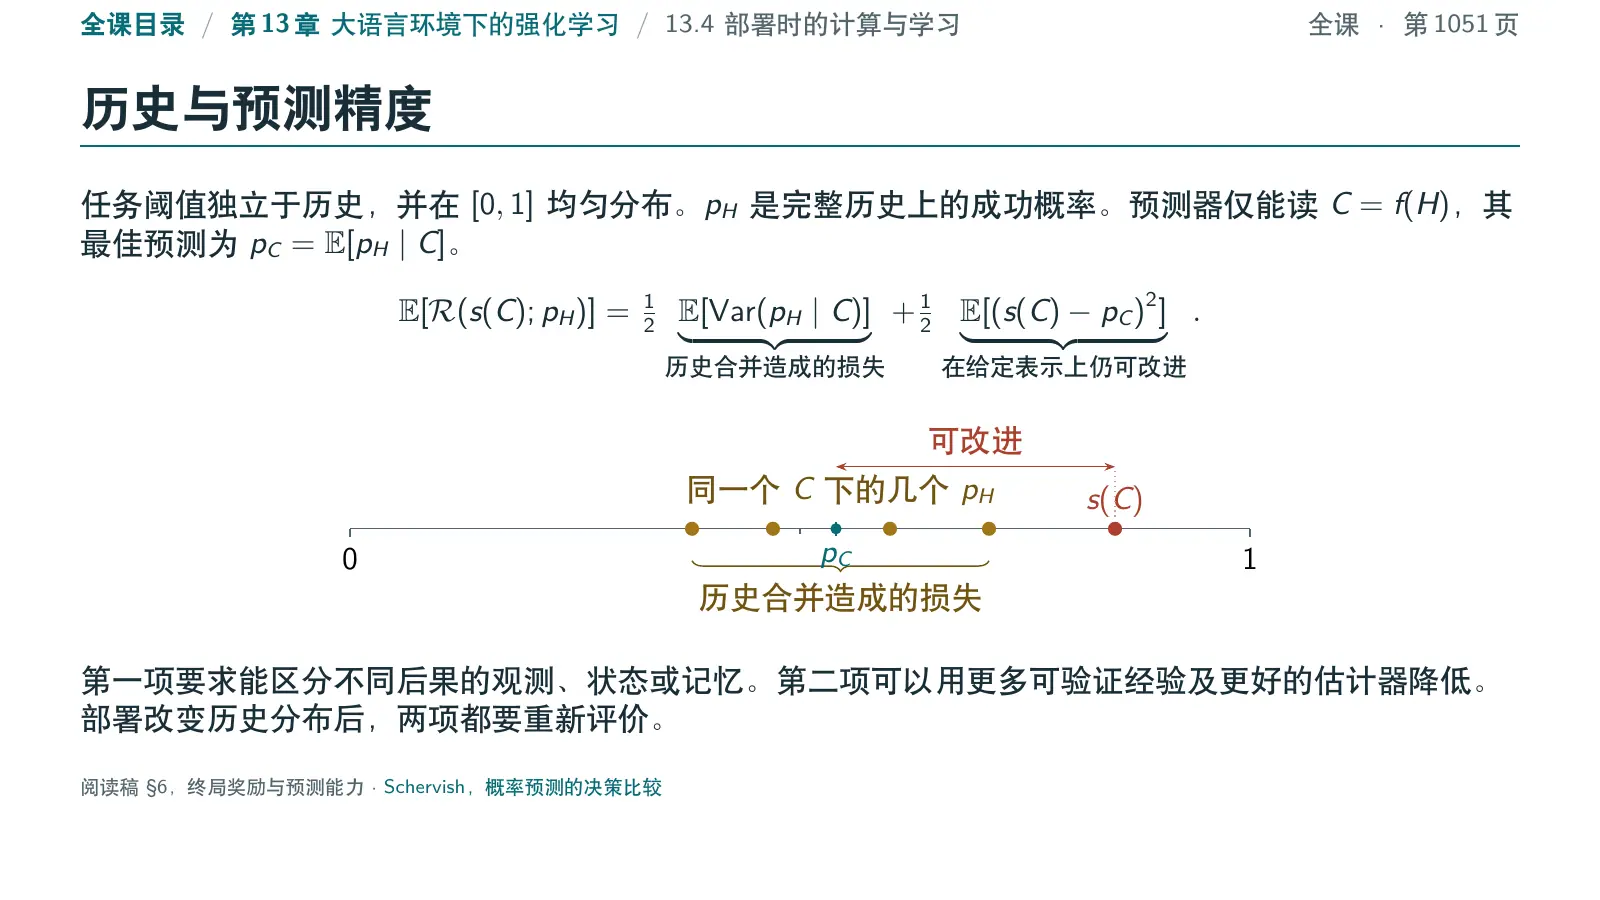 全课目录 / 第 13 章 大语言环境下的强化学习 / 13.4 部署时的计算与学习 全课 · 第 1051 页
历史与预测精度
任务阈值独立于历史，并在 [0, 1] 均匀分布。p_H 是完整历史上的成功概率。预测器仅能读 C = f(H)，其
最佳预测为 p_C = 𝔼[p_H | C]。
𝔼[ℛ(s(C); p_H)] = 1/2 𝔼[Var(p_H | C)] + 1/2 𝔼[(s(C) − p_C)²] .
历史合并造成的损失 在给定表示上仍可改进
可改进
同一个 C 下的几个 p_H s(C)
0 p_C 1
历史合并造成的损失
第一项要求能区分不同后果的观测、状态或记忆。第二项可以用更多可验证经验及更好的估计器降低。
部署改变历史分布后，两项都要重新评价。
阅读稿 §6，终局奖励与预测能力 · Schervish，概率预测的决策比较